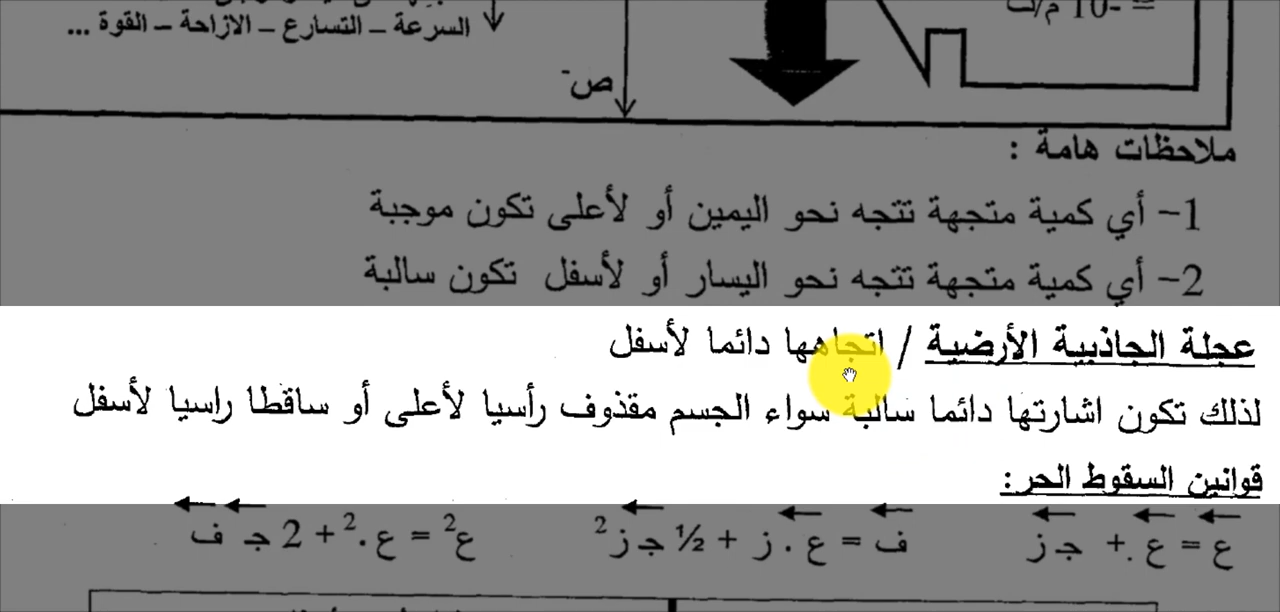 = -10 م/ث
السرعة – التسارع – الازاحة – القوة ...
ص-
ملاحظات هامة :
1- أي كمية متجهة تتجه نحو اليمين أو لأعلى تكون موجبة
2- أي كمية متجهة تتجه نحو اليسار أو لأسفل تكون سالبة
عجلة الجاذبية الأرضية / اتجاهها دائما لأسفل
لذلك تكون اشارتها دائما سالبة سواء الجسم مقذوف رأسيا لأعلى أو ساقطا راسيا لأسفل
قوانين السقوط الحر:
ع = ع. + جـ ز ف = ع. ز + ½ جـ ز² ع² = ع.² + 2 جـ ف